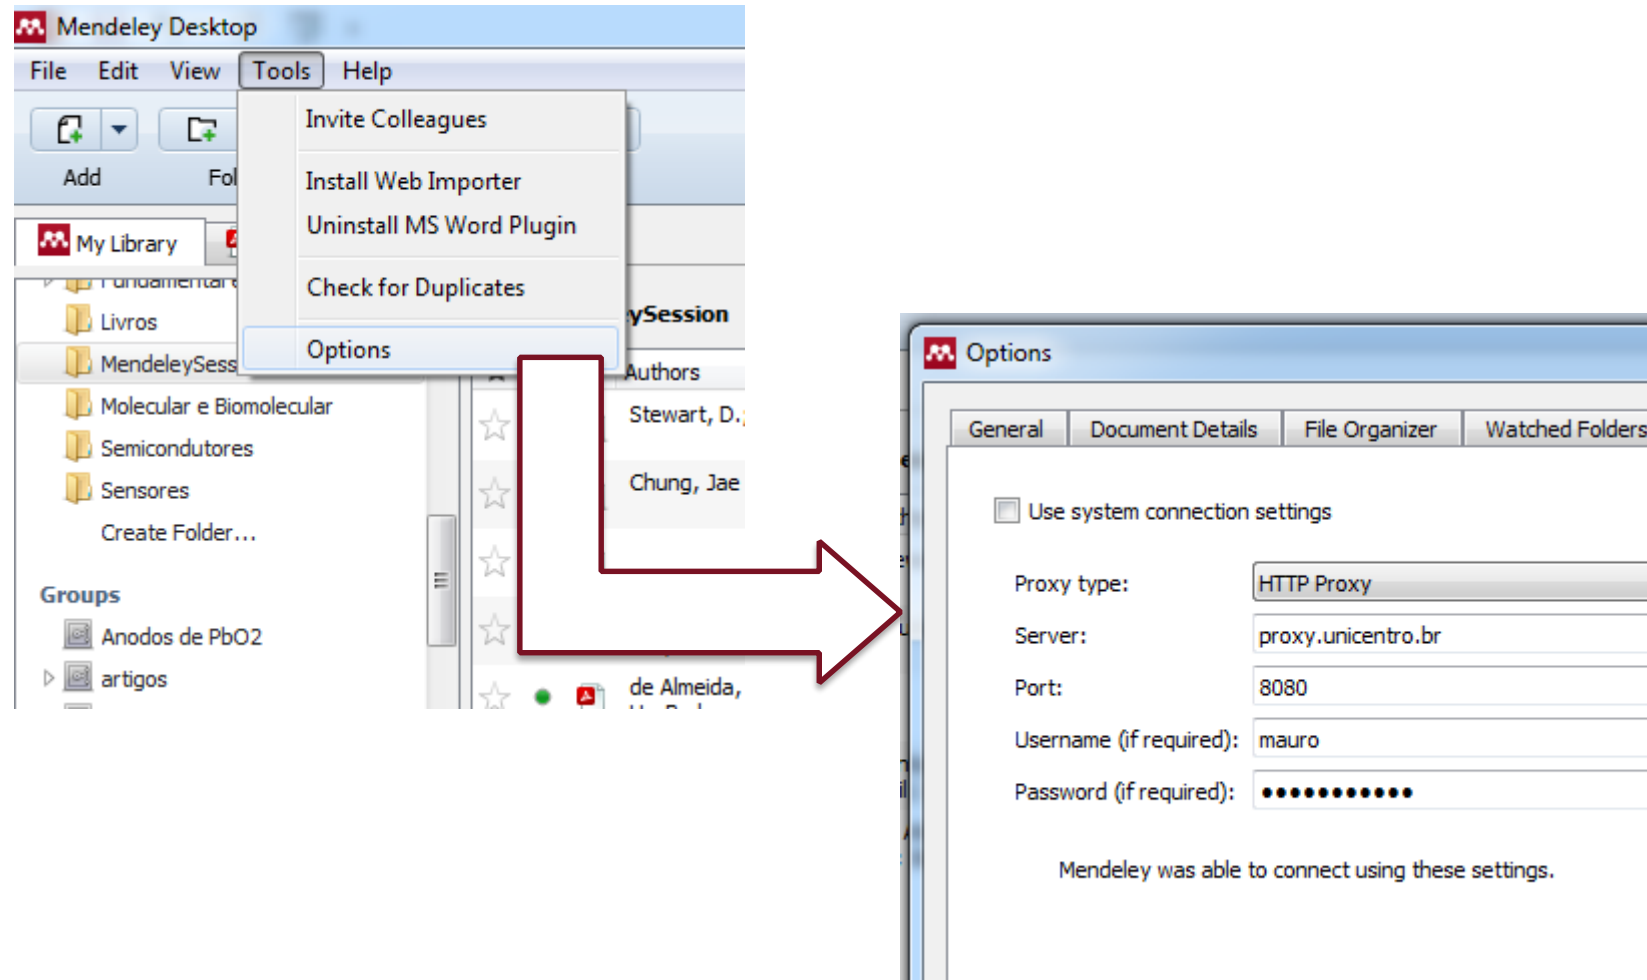 Mendeley Desktop
File Edit View Tools Help
Invite Colleagues
Install Web Importer
Uninstall MS Word Plugin
Check for Duplicates
Options
Add
My Library
Livros
MendeleySess
Molecular e Biomolecular
Semicondutores
Sensores
Create Folder...
Groups
Anodos de PbO2
artigos
ySession
Authors
Stewart, D.;
Chung, Jae
de Almeida,
Options
General Document Details File Organizer Watched Folders
Use system connection settings
Proxy type: HTTP Proxy
Server: proxy.unicentro.br
Port: 8080
Username (if required): mauro
Password (if required): •••••••••••
Mendeley was able to connect using these settings.